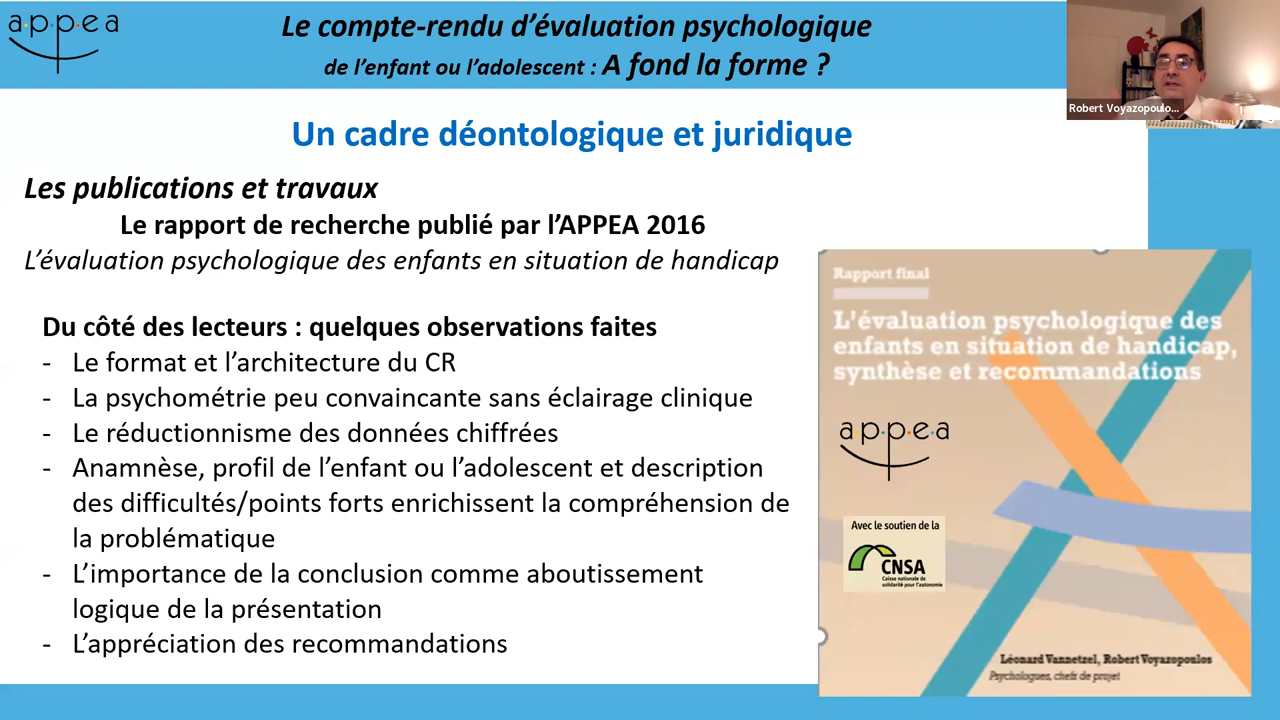 appea
Le compte-rendu d’évaluation psychologique
de l’enfant ou l’adolescent : A fond la forme ?
Robert Voyazopoulo...
Un cadre déontologique et juridique
Les publications et travaux
Le rapport de recherche publié par l’APPEA 2016
L’évaluation psychologique des enfants en situation de handicap
Du côté des lecteurs : quelques observations faites
- Le format et l’architecture du CR
- La psychométrie peu convaincante sans éclairage clinique
- Le réductionnisme des données chiffrées
- Anamnèse, profil de l’enfant ou l’adolescent et description
des difficultés/points forts enrichissent la compréhension de
la problématique
- L’importance de la conclusion comme aboutissement
logique de la présentation
- L’appréciation des recommandations
Rapport final
L'évaluation psychologique des
enfants en situation de handicap,
synthèse et recommandations
appea
Avec le soutien de la
CNSA
Caisse nationale de
solidarité pour l'autonomie
Léonard Vannetzel, Robert Voyazopoulos
Psychologues, chefs de projet